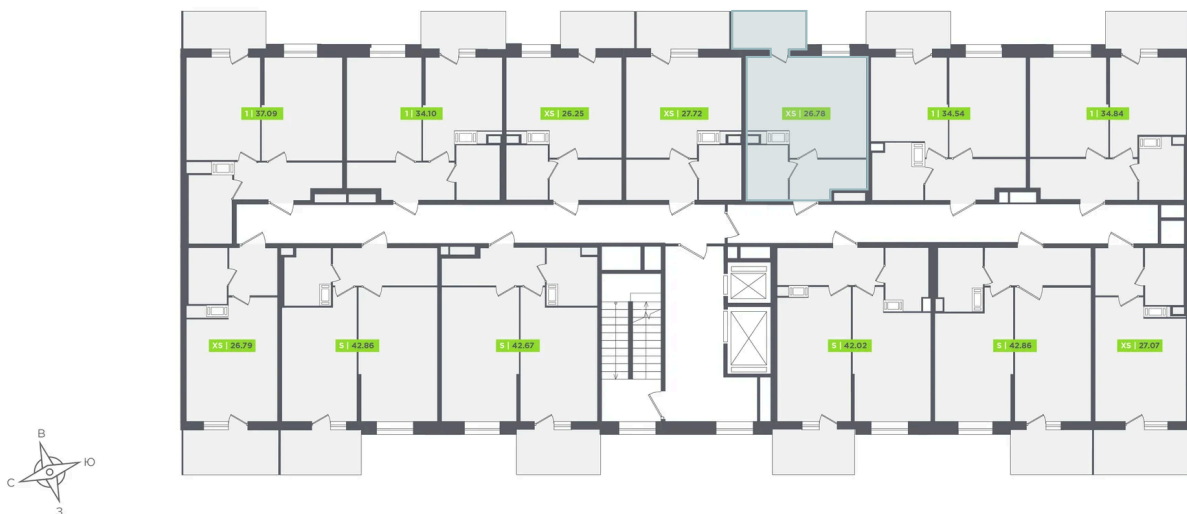 1 | 37.09
1 | 34.10
XS | 26.25
XS | 27.72
XS | 26.78
1 | 34.54
1 | 34.84
XS | 26.79
S | 42.86
S | 42.67
S | 42.02
S | 42.86
XS | 27.07
В
Ю
С
З